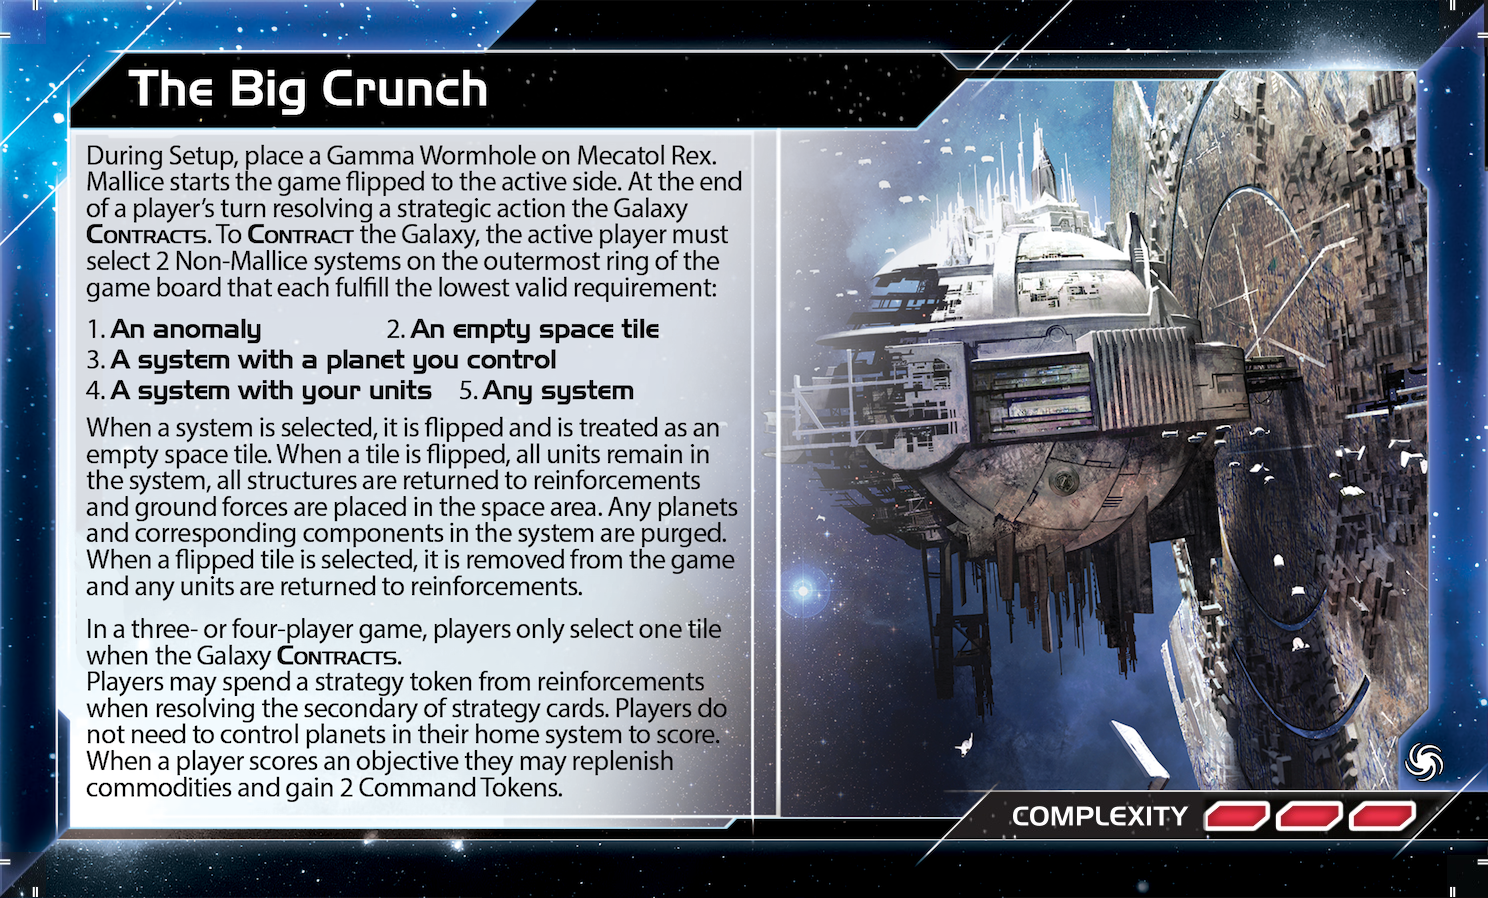 The Big Crunch
During Setup, place a Gamma Wormhole on Mecatol Rex.
Mallice starts the game flipped to the active side. At the end
of a player's turn resolving a strategic action the Galaxy
CONTRACTS. To CONTRACT the Galaxy, the active player must
select 2 Non-Mallice systems on the outermost ring of the
game board that each fulfill the lowest valid requirement:
1. An anomaly 2. An empty space tile
3. A system with a planet you control
4. A system with your units 5. Any system
When a system is selected, it is flipped and is treated as an
empty space tile. When a tile is flipped, all units remain in
the system, all structures are returned to reinforcements
and ground forces are placed in the space area. Any planets
and corresponding components in the system are purged.
When a flipped tile is selected, it is removed from the game
and any units are returned to reinforcements.
In a three- or four-player game, players only select one tile
when the Galaxy CONTRACTS.
Players may spend a strategy token from reinforcements
when resolving the secondary of strategy cards. Players do
not need to control planets in their home system to score.
When a player scores an objective they may replenish
commodities and gain 2 Command Tokens.
COMPLEXITY